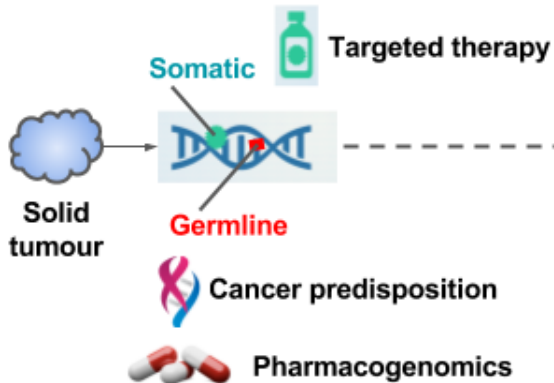 Targeted therapy
Somatic
Solid
tumour
Germline
Cancer predisposition
Pharmacogenomics